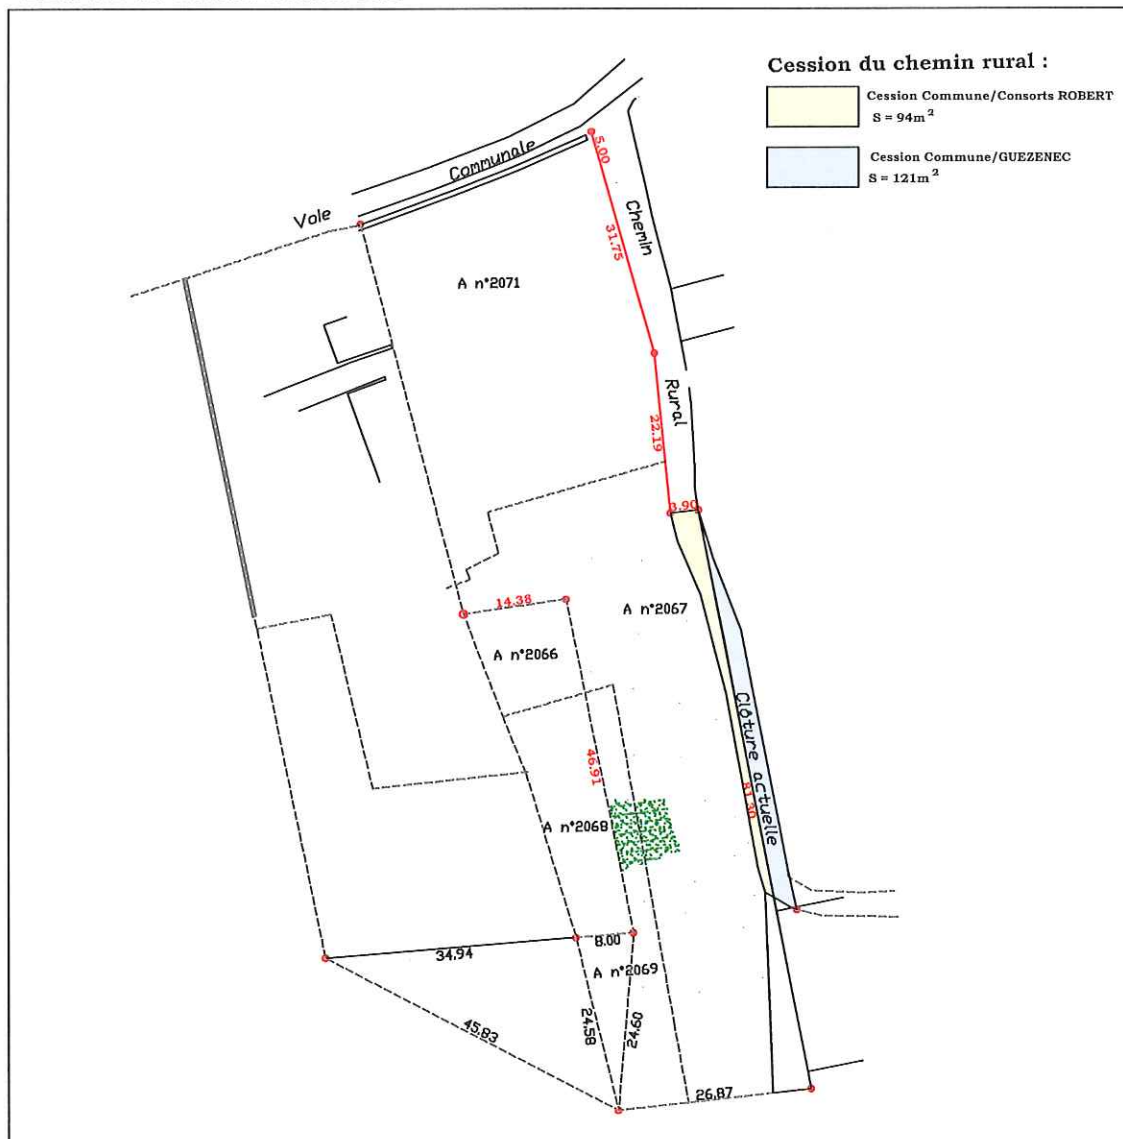 Cession du chemin rural :
Cession Commune/Consorts ROBERT
S = 94m²
Cession Commune/GUEZENEC
S = 121m²
Communale
Voie
5.00
Chemin
31.75
A n°2071
Rural
22.19
3.90
14.38
A n°2067
A n°2066
46.91
Clôture actuelle
81.30
A n°2068
8.00
34.94
A n°2069
24.58
24.60
45.83
26.87